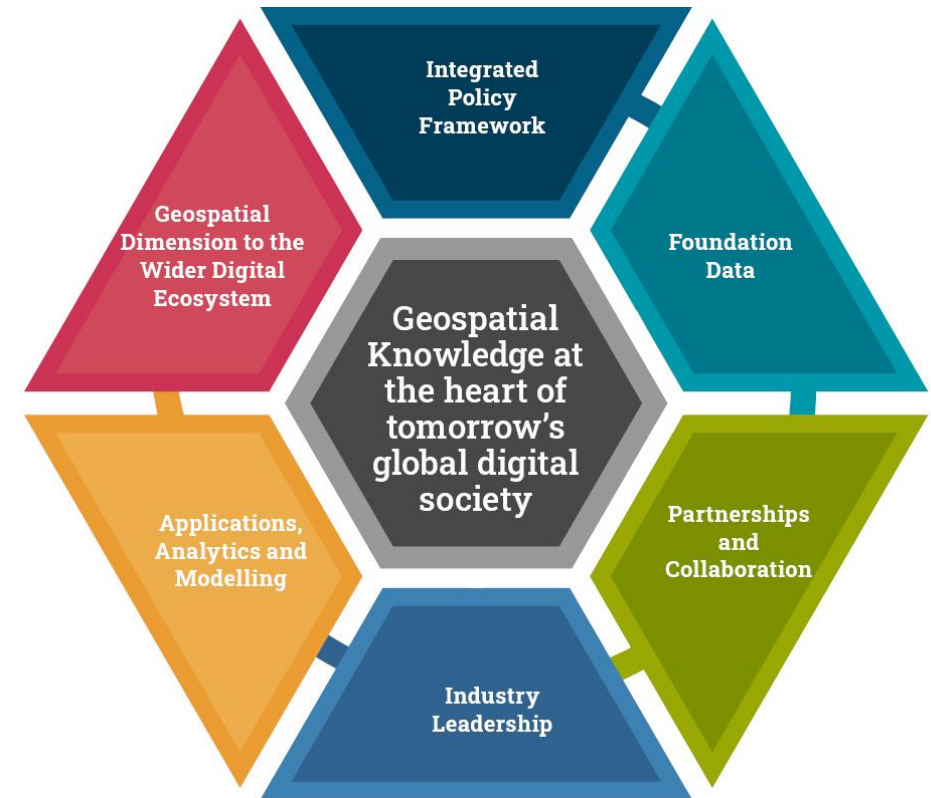 Integrated
Policy
Framework
Geospatial
Dimension to the
Wider Digital
Ecosystem
Foundation
Data
Geospatial
Knowledge at
the heart of
tomorrow’s
global digital
society
Applications,
Analytics and
Modelling
Partnerships
and
Collaboration
Industry
Leadership